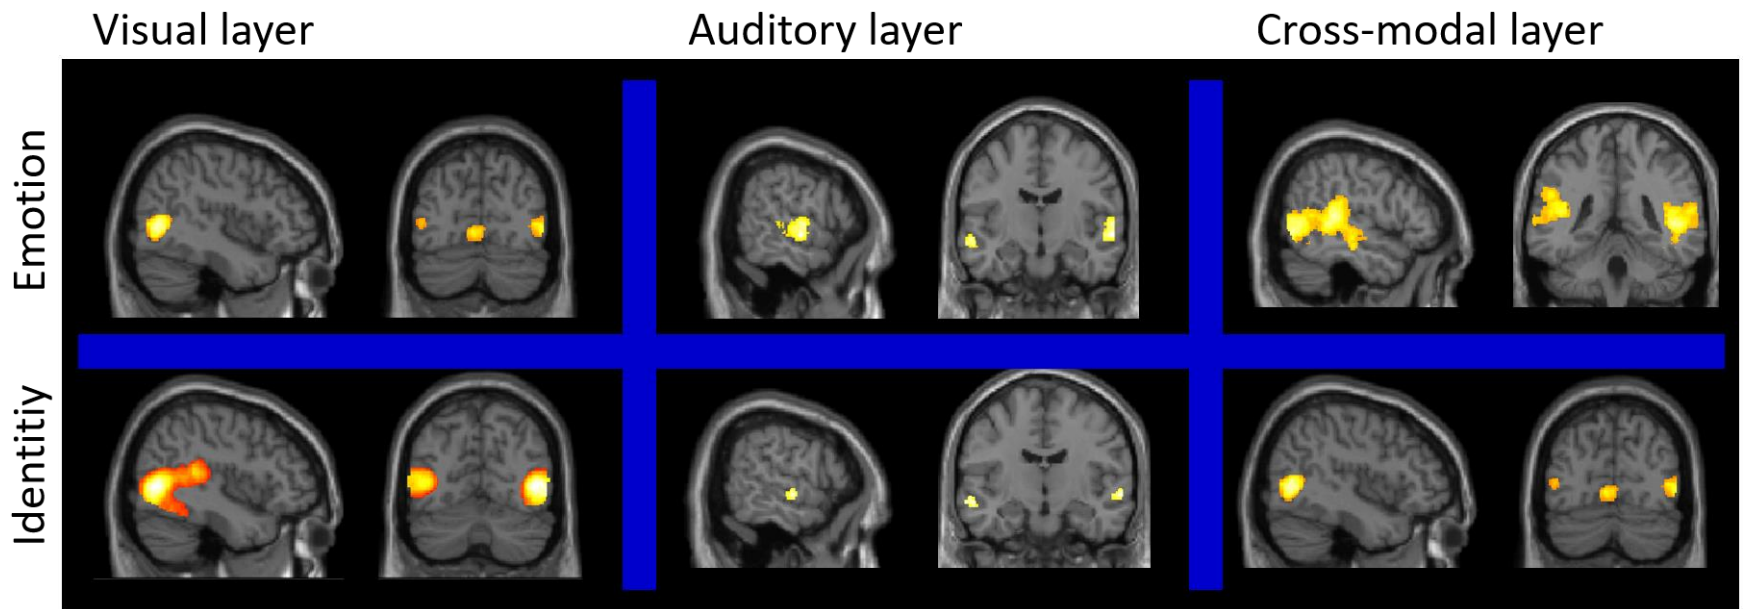 Visual layer
Auditory layer
Cross-modal layer
Emotion
Identitiy